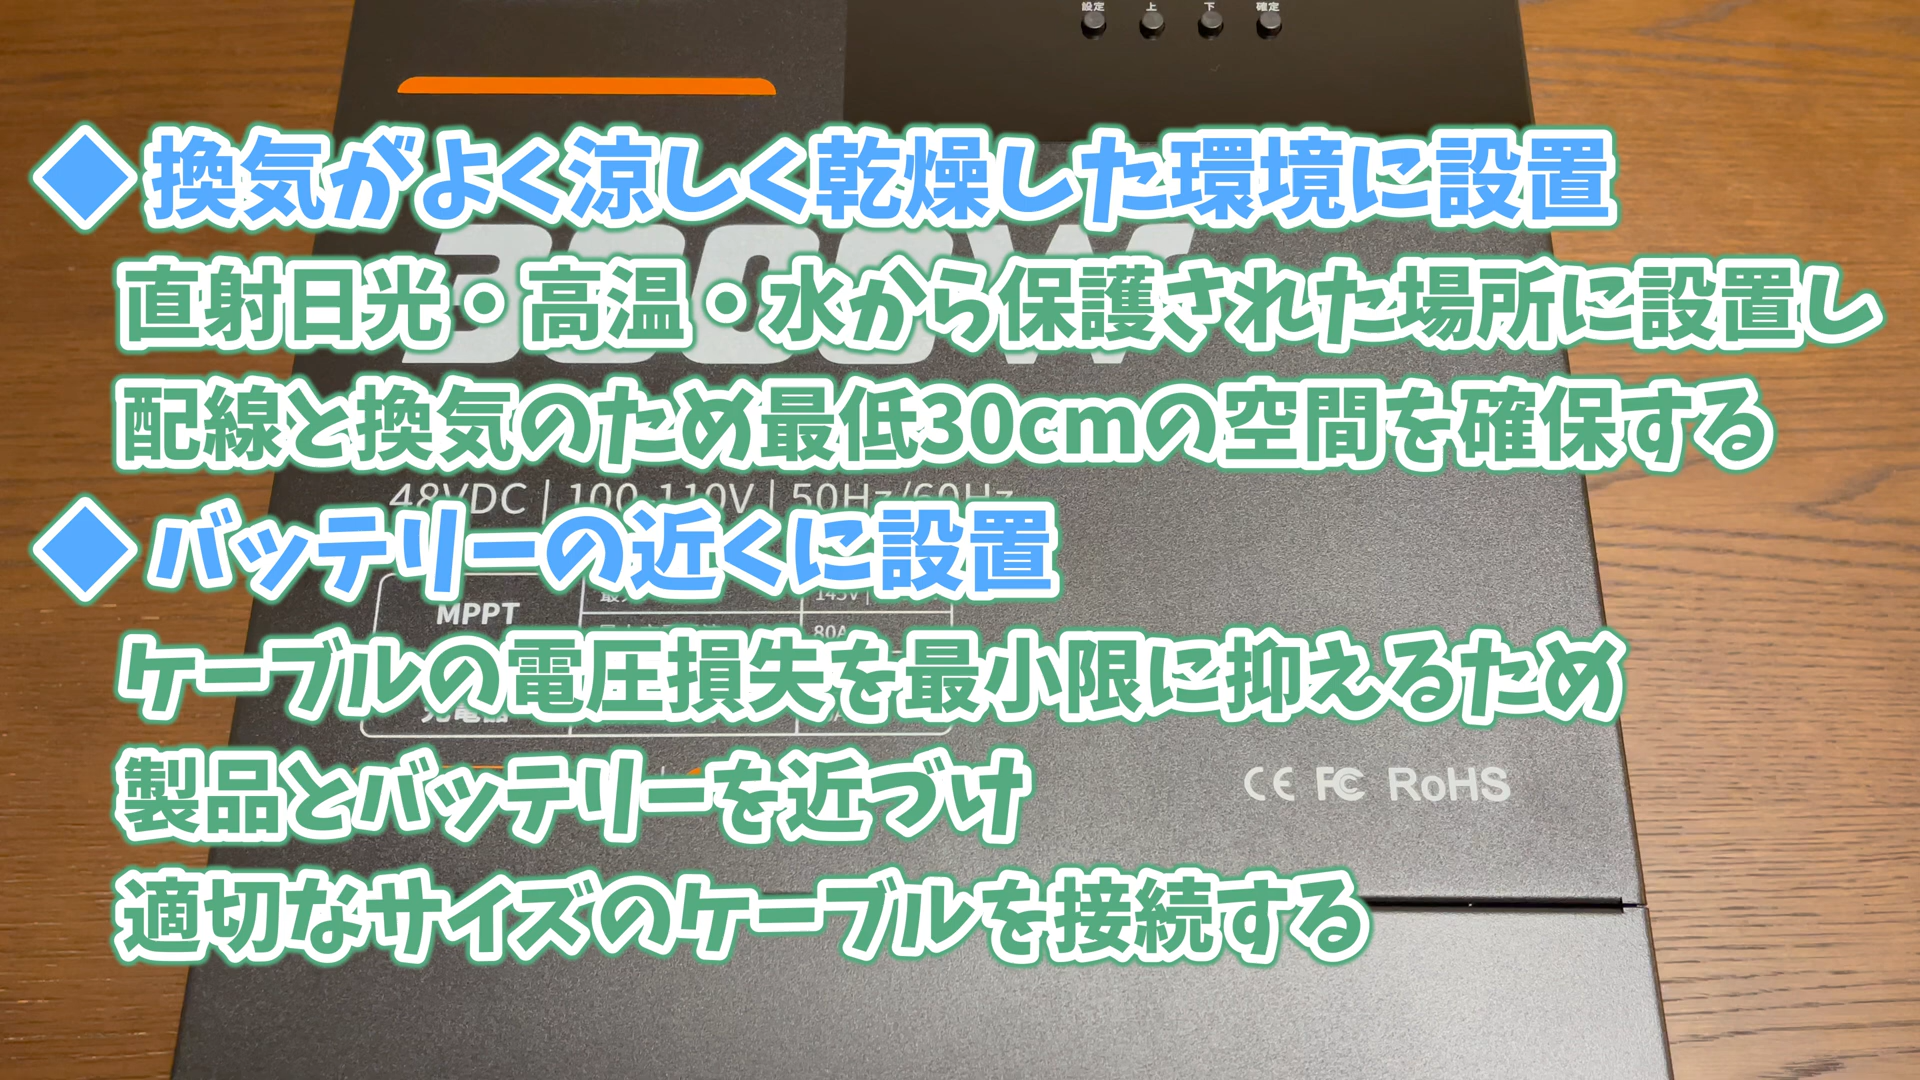 設定 上 下 確定
◆換気がよく涼しく乾燥した環境に設置
3000W
直射日光・高温・水から保護された場所に設置し
配線と換気のため最低30cmの空間を確保する
48VDC | 100-110V | 50Hz/60Hz
◆バッテリーの近くに設置
MPPT
145V
80A
ケーブルの電圧損失を最小限に抑えるため
充電器
製品とバッテリーを近づけ
CE FC RoHS
適切なサイズのケーブルを接続する